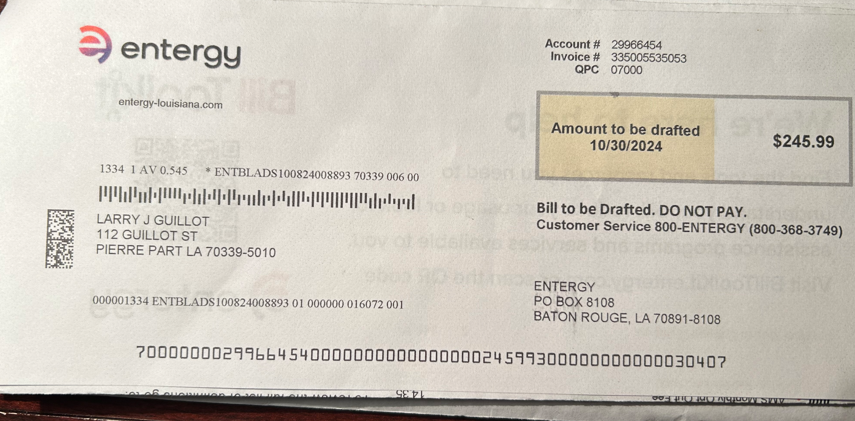 entergy
entergy-louisiana.com
Account # 29966454
Invoice # 335005535053
QPC 07000
Amount to be drafted
10/30/2024
$245.99
1334 1 AV 0.545 * ENTBLADS100824008893 70339 006 00
LARRY J GUILLOT
112 GUILLOT ST
PIERRE PART LA 70339-5010
Bill to be Drafted. DO NOT PAY.
Customer Service 800-ENTERGY (800-368-3749)
000001334 ENTBLADS100824008893 01 000000 016072 001
ENTERGY
PO BOX 8108
BATON ROUGE, LA 70891-8108